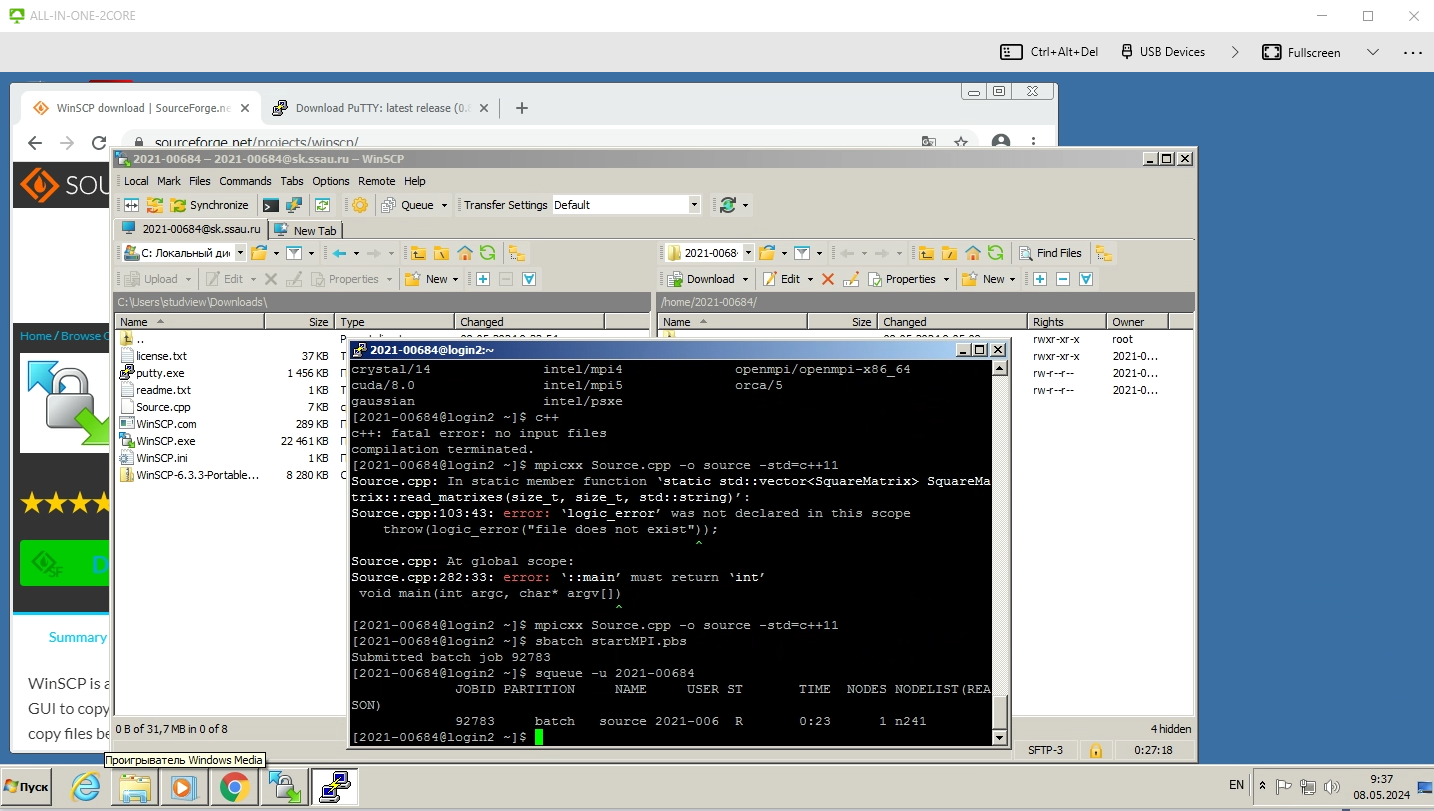 ALL-IN-ONE-2CORE
Ctrl+Alt+Del USB Devices Fullscreen
WinSCP download | SourceForge.ne Download PuTTY: latest release (0.8
sourceforge.net/projects/winscp/
SOU
Home / Browse
Summary
WinSCP is a
GUI to copy
copy files be
2021-00684 – 2021-00684@sk.ssau.ru – WinSCP
Local Mark Files Commands Tabs Options Remote Help
Synchronize Queue Transfer Settings Default
2021-00684@sk.ssau.ru New Tab
C: Локальный дис 2021-0068 Find Files
Upload Edit Properties New Download Edit Properties New
C:\Users\studview\Downloads\ /home/2021-00684/
Name Size Type Changed Name Size Changed Rights Owner
.. rwxr-xr-x root
license.txt 37 KB rwxr-xr-x 2021-0...
putty.exe 1 456 KB rw-r--r-- 2021-0...
readme.txt 1 KB rw-r--r-- 2021-0...
Source.cpp 7 KB
WinSCP.com 289 KB
WinSCP.exe 22 461 KB
WinSCP.ini 1 KB
WinSCP-6.3.3-Portable... 8 280 KB
2021-00684@login2:~
crystal/14 intel/mpi4 openmpi/openmpi-x86_64
cuda/8.0 intel/mpi5 orca/5
gaussian intel/psxe
[2021-00684@login2 ~]$ c++
c++: fatal error: no input files
compilation terminated.
[2021-00684@login2 ~]$ mpicxx Source.cpp -o source -std=c++11
Source.cpp: In static member function ‘static std::vector<SquareMatrix> SquareMa
trix::read_matrixes(size_t, size_t, std::string)’:
Source.cpp:103:43: error: ‘logic_error’ was not declared in this scope
throw(logic_error("file does not exist"));
^
Source.cpp: At global scope:
Source.cpp:282:33: error: ‘::main’ must return ‘int’
void main(int argc, char* argv[])
^
[2021-00684@login2 ~]$ mpicxx Source.cpp -o source -std=c++11
[2021-00684@login2 ~]$ sbatch startMPI.pbs
Submitted batch job 92783
[2021-00684@login2 ~]$ squeue -u 2021-00684
JOBID PARTITION NAME USER ST TIME NODES NODELIST(REA
SON)
92783 batch source 2021-006 R 0:23 1 n241
[2021-00684@login2 ~]$
0 B of 31,7 MB in 0 of 8 4 hidden
SFTP-3 0:27:18
Проигрыватель Windows Media
Пуск EN 9:37
08.05.2024